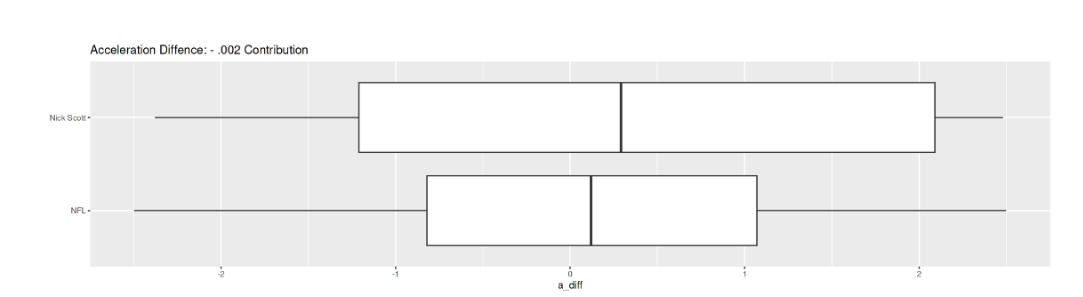 Acceleration Diffence: - .002 Contribution
Nick Scott
NFL
-2 -1 0 1 2
a_diff